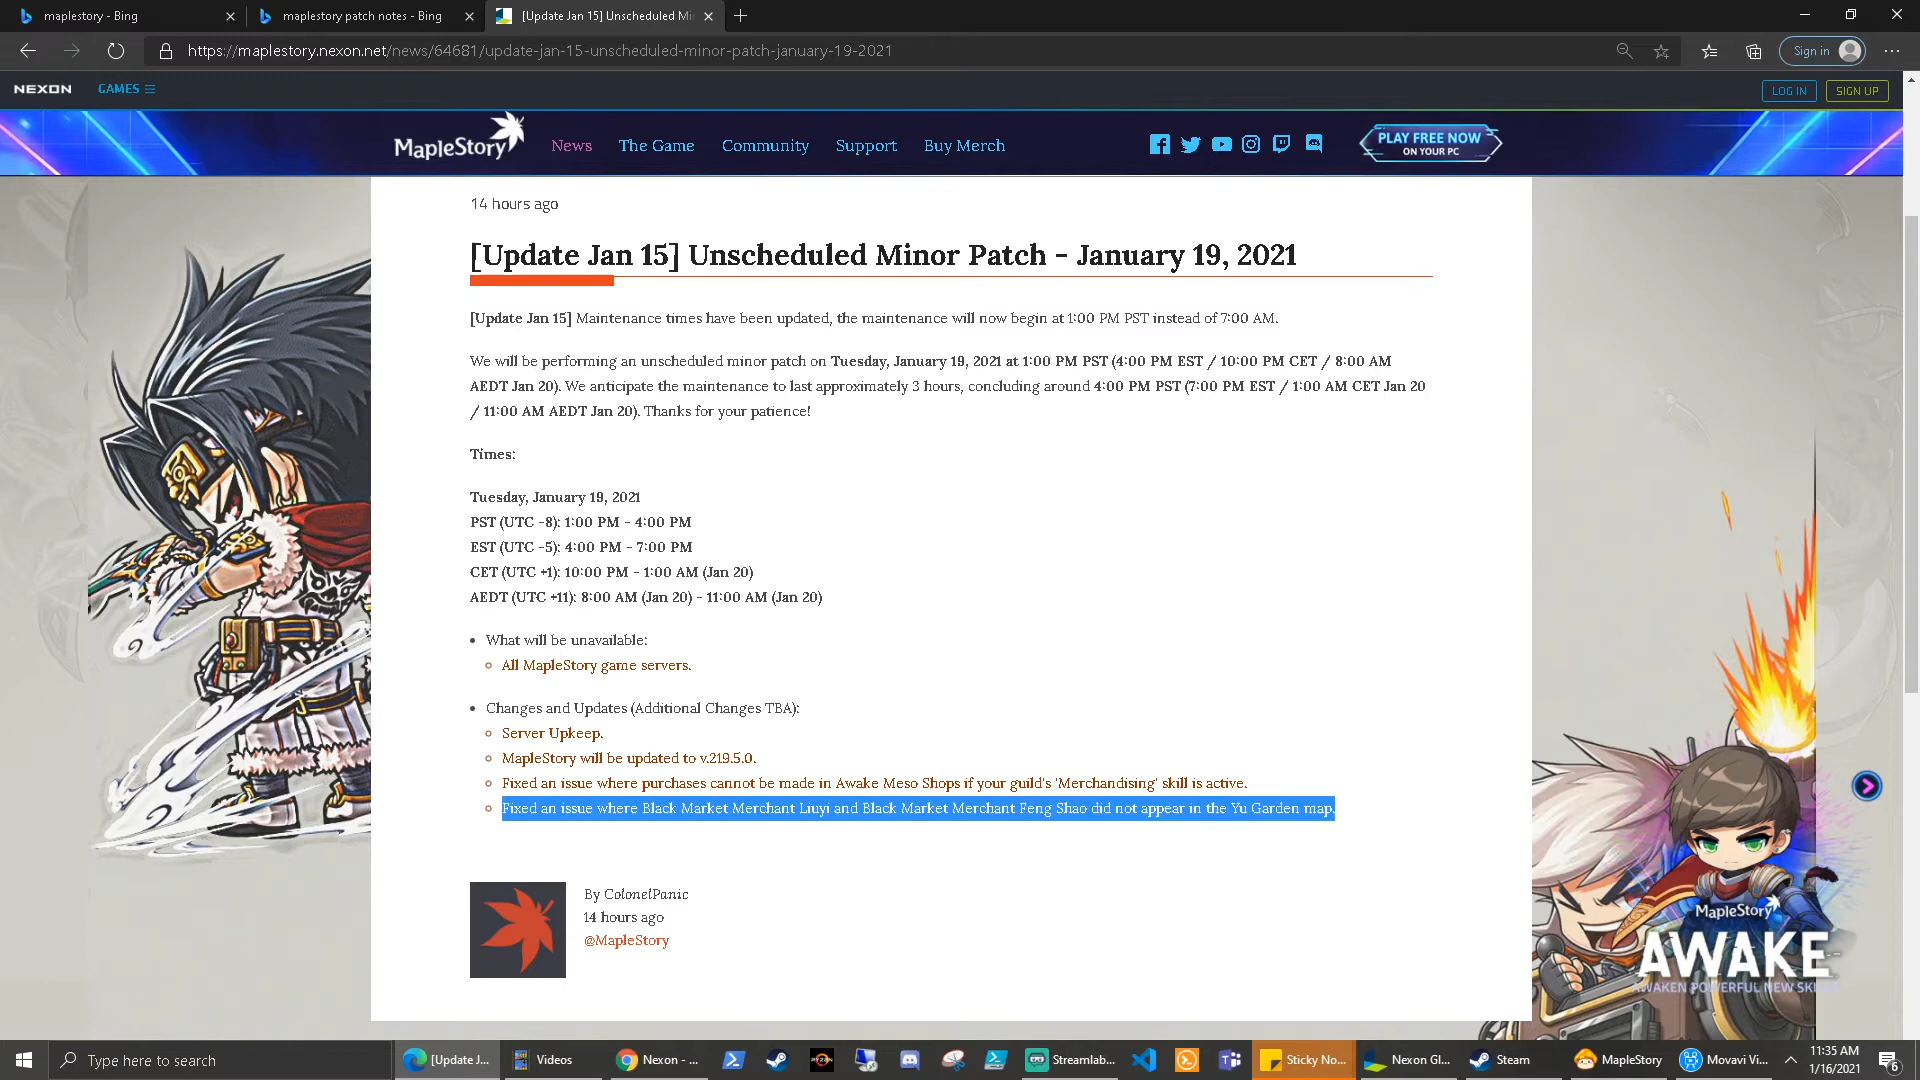 maplestory - Bing
maplestory patch notes - Bing
[Update Jan 15] Unscheduled Mi
https://maplestory.nexon.net/news/64681/update-jan-15-unscheduled-minor-patch-january-19-2021
Sign in
NEXON
GAMES
LOG IN
SIGN UP
MapleStory
News
The Game
Community
Support
Buy Merch
PLAY FREE NOW
ON YOUR PC
14 hours ago
[Update Jan 15] Unscheduled Minor Patch - January 19, 2021
[Update Jan 15] Maintenance times have been updated, the maintenance will now begin at 1:00 PM PST instead of 7:00 AM.
We will be performing an unscheduled minor patch on Tuesday, January 19, 2021 at 1:00 PM PST (4:00 PM EST / 10:00 PM CET / 8:00 AM
AEDT Jan 20). We anticipate the maintenance to last approximately 3 hours, concluding around 4:00 PM PST (7:00 PM EST / 1:00 AM CET Jan 20
/ 11:00 AM AEDT Jan 20). Thanks for your patience!
Times:
Tuesday, January 19, 2021
PST (UTC -8): 1:00 PM - 4:00 PM
EST (UTC -5): 4:00 PM - 7:00 PM
CET (UTC +1): 10:00 PM - 1:00 AM (Jan 20)
AEDT (UTC +11): 8:00 AM (Jan 20) - 11:00 AM (Jan 20)
What will be unavailable:
All MapleStory game servers.
Changes and Updates (Additional Changes TBA):
Server Upkeep.
MapleStory will be updated to v.219.5.0.
Fixed an issue where purchases cannot be made in Awake Meso Shops if your guild's 'Merchandising' skill is active.
Fixed an issue where Black Market Merchant Liuyi and Black Market Merchant Feng Shao did not appear in the Yu Garden map.
By ColonelPanic
14 hours ago
@MapleStory
MapleStory
AWAKE
AWAKEN POWERFUL NEW SKILLS
Type here to search
[Update J...
Videos
Nexon - ...
RYZEN
Streamlab...
Sticky No...
Nexon Gl...
Steam
MapleStory
Movavi Vi...
11:35 AM
1/16/2021
6